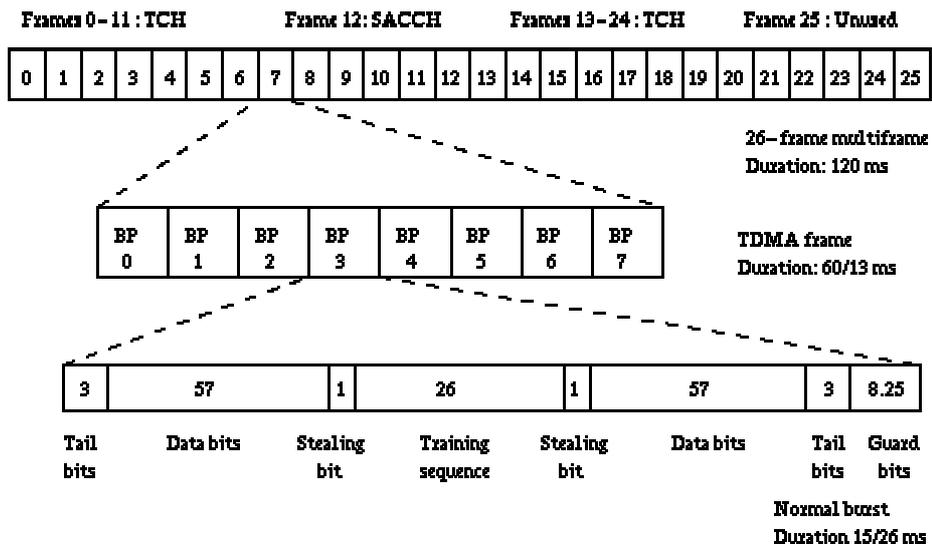 Frames 0-11 : TCH Frame 12: SACCH Frames 13-24: TCH Frame 25 : Unused
0 1 2 3 4 5 6 7 8 9 10 11 12 13 14 15 16 17 18 19 20 21 22 23 24 25
26-frame multiframe
Duration: 120 ms
BP BP BP BP BP BP BP BP
0 1 2 3 4 5 6 7
TDMA frame
Duration: 60/13 ms
3 57 1 26 1 57 3 8.25
Tail Data bits Stealing Training Stealing Data bits Tail Guard
bits bit sequence bit bits bits
Normal burst
Duration 15/26 ms